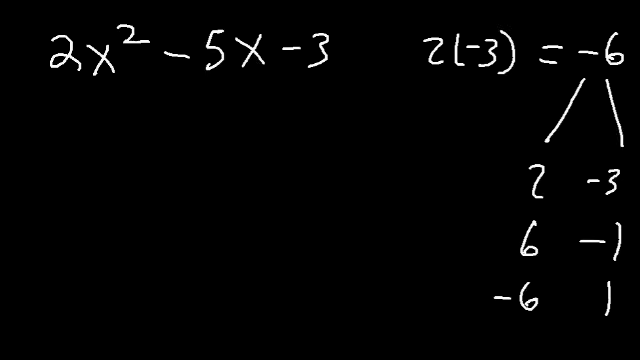 2x² - 5x - 3
2(-3) = -6
2 -3
6 -1
-6 1